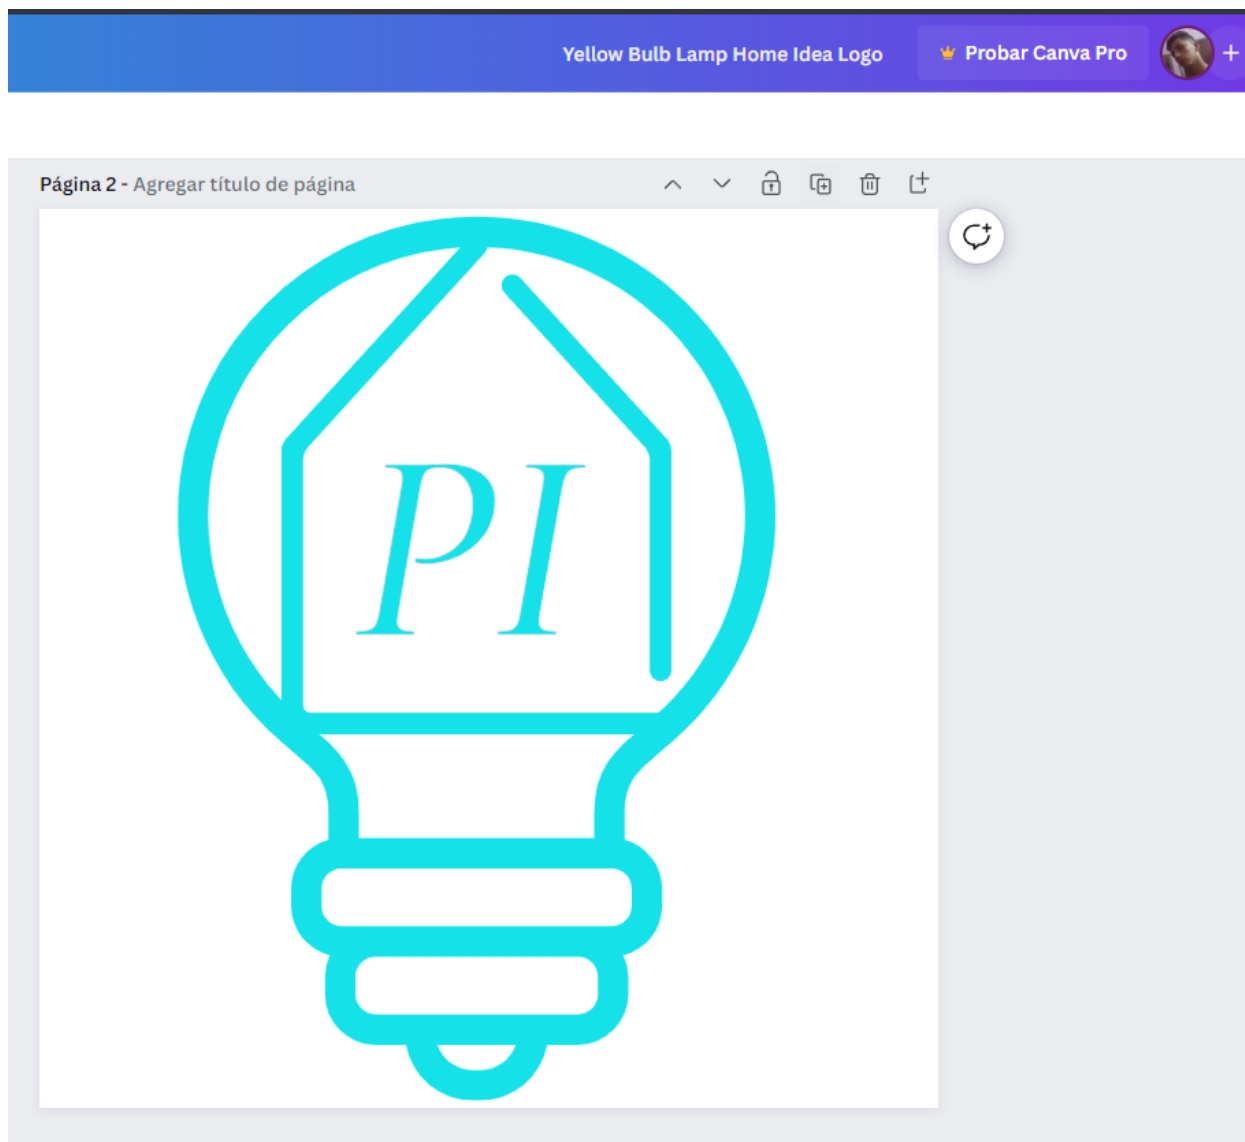 Yellow Bulb Lamp Home Idea Logo
Probar Canva Pro
Página 2 - Agregar título de página
PI